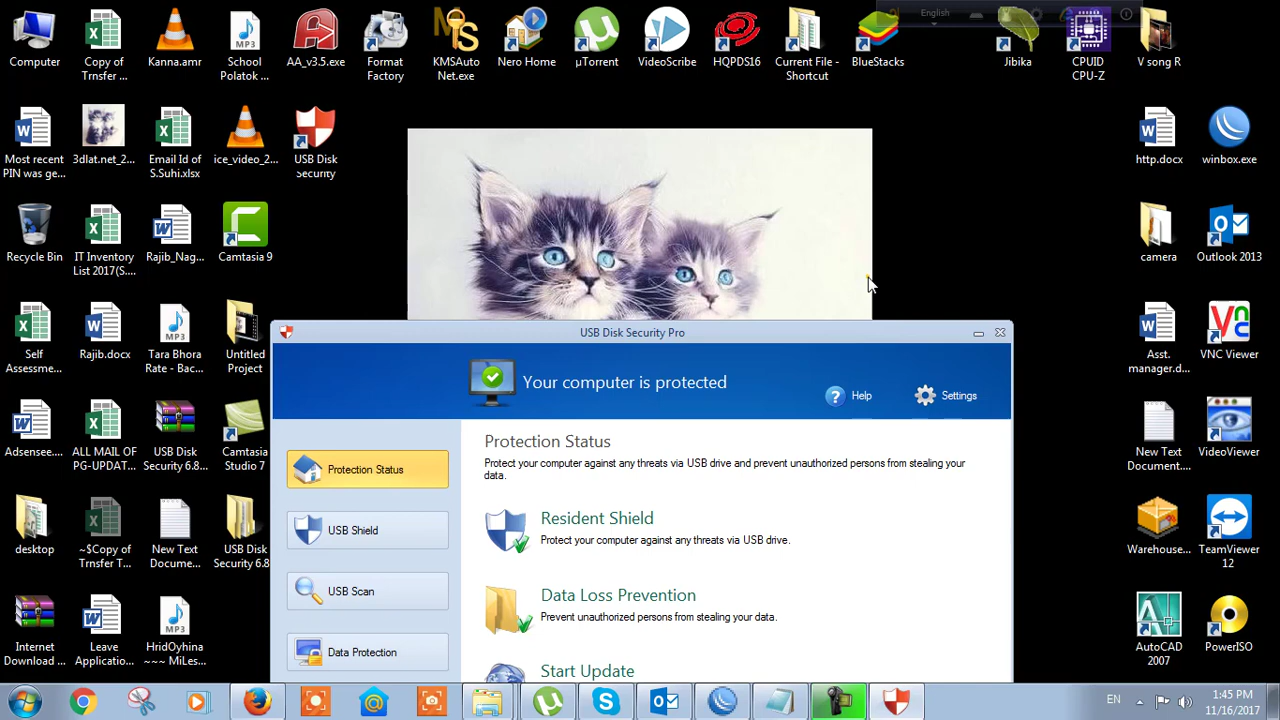 English
Computer
Copy of
Trnsfer ...
Kanna.amr
School
Polatok ...
AA_v3.5.exe
Format
Factory
KMSAuto
Net.exe
Nero Home
µTorrent
VideoScribe
HQPDS16
Current File -
Shortcut
BlueStacks
Jibika
CPUID
CPU-Z
V song R
Most recent
PIN was ge...
3dlat.net_2...
Email Id of
S.Suhi.xlsx
ice_video_2...
USB Disk
Security
http.docx
winbox.exe
Recycle Bin
IT Inventory
List 2017(S...
Rajib_Nag...
Camtasia 9
camera
Outlook 2013
Self
Assessme...
Rajib.docx
Tara Bhora
Rate - Bac...
Untitled
Project
Asst.
manager.d...
VNC Viewer
Adsensee...
ALL MAIL OF
PG-UPDAT...
USB Disk
Security 6.8...
Camtasia
Studio 7
New Text
Document....
VideoViewer
desktop
~$Copy of
Trnsfer T...
New Text
Docume...
USB Disk
Security 6.8
Warehouse...
TeamViewer
12
Internet
Download ...
Leave
Applicatio...
HridOyhina
~~~ MiLes...
AutoCAD
2007
PowerISO
USB Disk Security Pro
Your computer is protected
Help
Settings
Protection Status
USB Shield
USB Scan
Data Protection
Protection Status
Protect your computer against any threats via USB drive and prevent unauthorized persons from stealing your
data.
Resident Shield
Protect your computer against any threats via USB drive.
Data Loss Prevention
Prevent unauthorized persons from stealing your data.
Start Update
EN
1:45 PM
11/16/2017